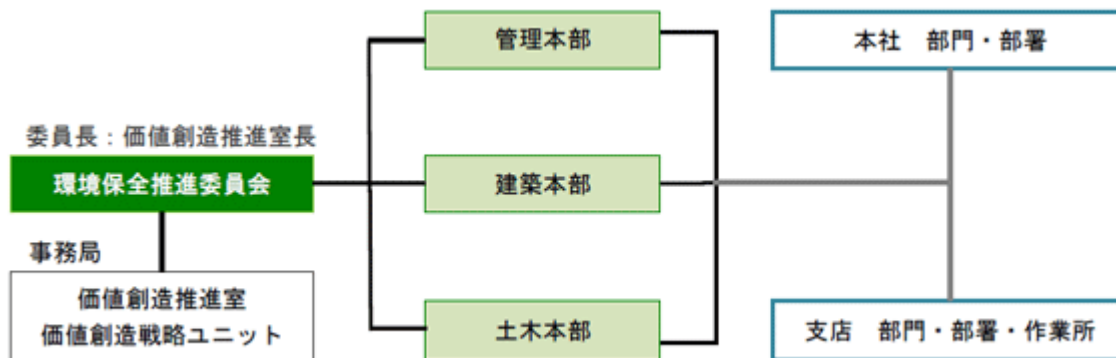 管理本部
本社　部門・部署
委員長：価値創造推進室長
環境保全推進委員会
建築本部
事務局
価値創造推進室
価値創造戦略ユニット
土木本部
支店　部門・部署・作業所